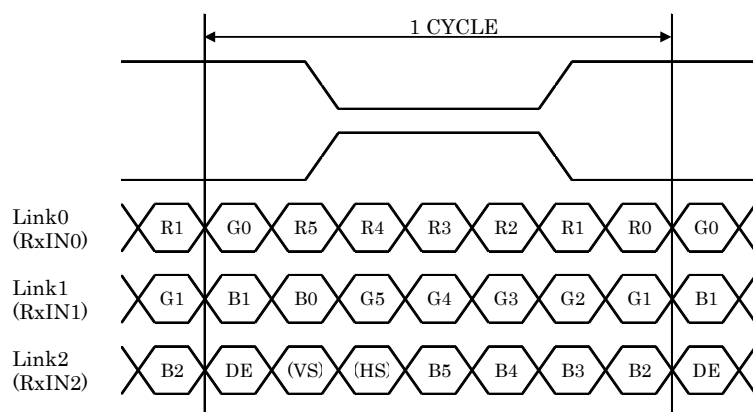 1 CYCLE
Link0
(RxIN0)
R1 G0 R5 R4 R3 R2 R1 R0 G0
Link1
(RxIN1)
G1 B1 B0 G5 G4 G3 G2 G1 B1
Link2
(RxIN2)
B2 DE (VS) (HS) B5 B4 B3 B2 DE